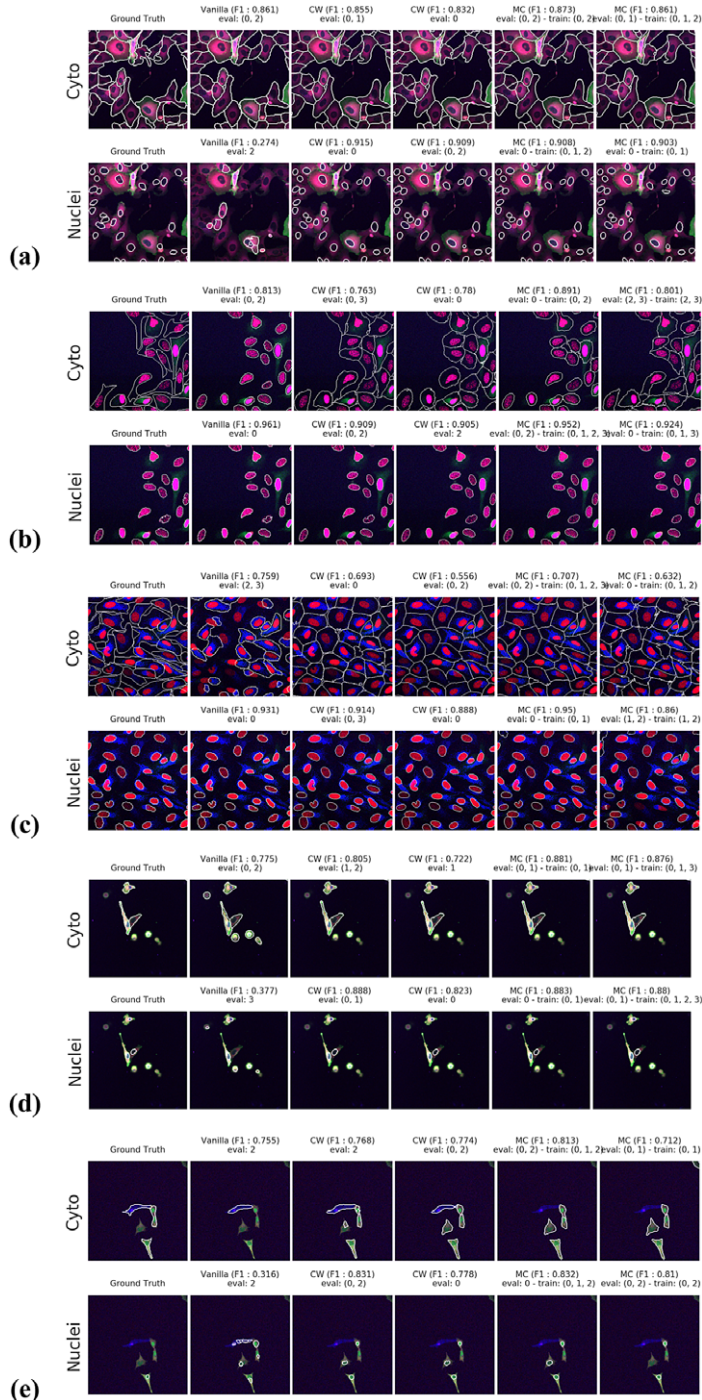 Ground Truth
Vanilla (F1 : 0.861)
eval: (0, 2)
CW (F1 : 0.855)
eval: (0, 1)
CW (F1 : 0.832)
eval: 0
MC (F1 : 0.873)
eval: (0, 2) - train: (0, 2)
MC (F1 : 0.861)
eval: (0, 1) - train: (0, 1, 2)
Cyto
Ground Truth
Vanilla (F1 : 0.274)
eval: 2
CW (F1 : 0.915)
eval: 0
CW (F1 : 0.909)
eval: (0, 2)
MC (F1 : 0.908)
eval: 0 - train: (0, 1, 2)
MC (F1 : 0.903)
eval: 0 - train: (0, 1)
Nuclei
(a)
Ground Truth
Vanilla (F1 : 0.813)
eval: (0, 2)
CW (F1 : 0.763)
eval: (0, 3)
CW (F1 : 0.78)
eval: 0
MC (F1 : 0.891)
eval: 0 - train: (0, 2)
MC (F1 : 0.801)
eval: (2, 3) - train: (2, 3)
Cyto
Ground Truth
Vanilla (F1 : 0.961)
eval: 0
CW (F1 : 0.909)
eval: (0, 2)
CW (F1 : 0.905)
eval: 2
MC (F1 : 0.952)
eval: (0, 2) - train: (0, 1, 2, 3)
MC (F1 : 0.924)
eval: 0 - train: (0, 1, 3)
Nuclei
(b)
Ground Truth
Vanilla (F1 : 0.759)
eval: (2, 3)
CW (F1 : 0.693)
eval: 0
CW (F1 : 0.556)
eval: (0, 2)
MC (F1 : 0.707)
eval: (0, 2) - train: (0, 1, 2, 3)
MC (F1 : 0.632)
eval: 0 - train: (0, 1, 2)
Cyto
Ground Truth
Vanilla (F1 : 0.931)
eval: 0
CW (F1 : 0.914)
eval: (0, 3)
CW (F1 : 0.888)
eval: 0
MC (F1 : 0.95)
eval: 0 - train: (0, 1)
MC (F1 : 0.86)
eval: (1, 2) - train: (1, 2)
Nuclei
(c)
Ground Truth
Vanilla (F1 : 0.775)
eval: (0, 2)
CW (F1 : 0.805)
eval: (1, 2)
CW (F1 : 0.722)
eval: 1
MC (F1 : 0.881)
eval: (0, 1) - train: (0, 1)
MC (F1 : 0.876)
eval: (0, 1) - train: (0, 1, 3)
Cyto
Ground Truth
Vanilla (F1 : 0.377)
eval: 3
CW (F1 : 0.888)
eval: (0, 1)
CW (F1 : 0.823)
eval: 0
MC (F1 : 0.883)
eval: 0 - train: (0, 1)
MC (F1 : 0.88)
eval: (0, 1) - train: (0, 1, 2, 3)
Nuclei
(d)
Ground Truth
Vanilla (F1 : 0.755)
eval: 2
CW (F1 : 0.768)
eval: 2
CW (F1 : 0.774)
eval: (0, 2)
MC (F1 : 0.813)
eval: (0, 2) - train: (0, 1, 2)
MC (F1 : 0.712)
eval: (0, 1) - train: (0, 1)
Cyto
Ground Truth
Vanilla (F1 : 0.316)
eval: 2
CW (F1 : 0.831)
eval: (0, 2)
CW (F1 : 0.778)
eval: 0
MC (F1 : 0.832)
eval: 0 - train: (0, 1, 2)
MC (F1 : 0.81)
eval: (0, 2) - train: (0, 2)
Nuclei
(e)